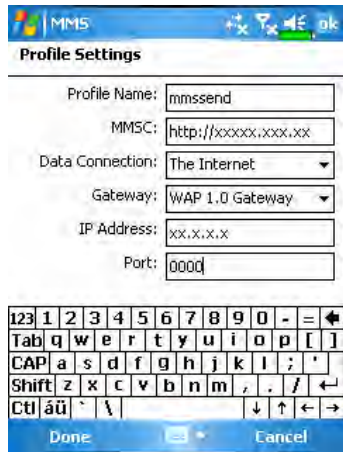 MMS ok
Profile Settings
Profile Name: mmssend
MMSC: http://xxxxx.xxx.xx
Data Connection: The Internet
Gateway: WAP 1.0 Gateway
IP Address: xx.x.x.x
Port: 0000
123 1 2 3 4 5 6 7 8 9 0 - =
Tab q w e r t y u i o p [ ]
CAP a s d f g h j k l ; '
Shift z x c v b n m , . /
Ctl áü ` \
Done Cancel